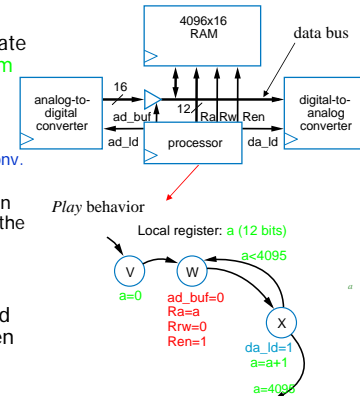 4096x16
RAM
data bus
ate
m
16
analog-to-
digital
converter
12
digital-to-
analog
converter
ad_buf
Ra
Rw
Ren
ad_ld
processor
da_ld
onv.
n
the
Play behavior
Local register: a (12 bits)
a<4095
V
W
a=0
ad_buf=0
Ra=a
Rrw=0
Ren=1
a
X
d
en
da_ld=1
a=a+1
a=4095